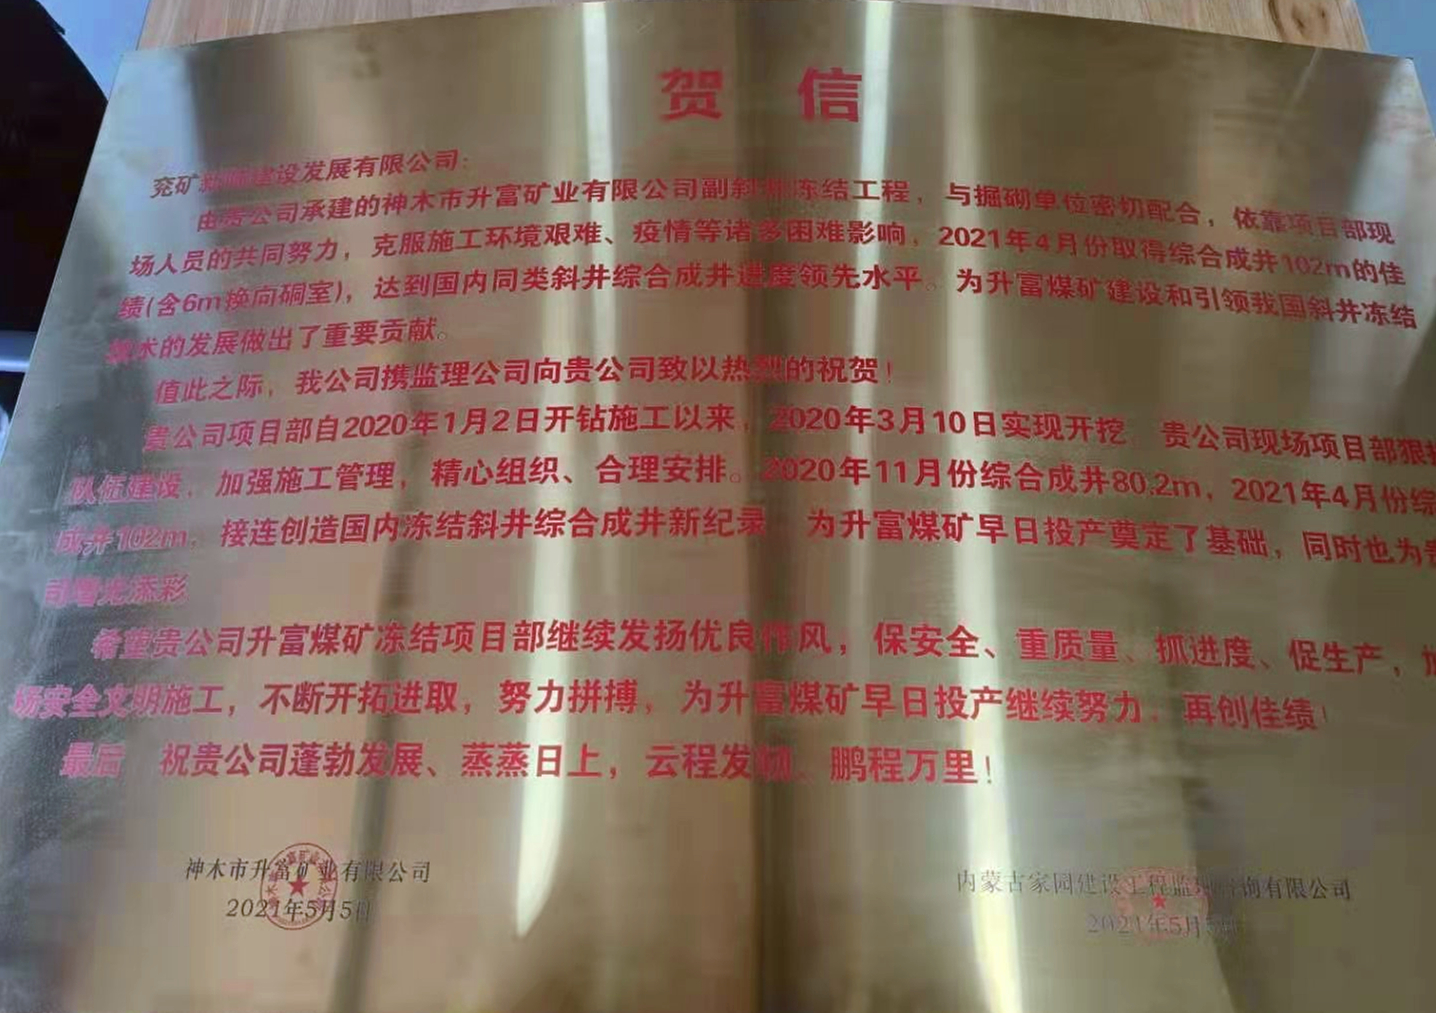 贺 信
兖矿建设发展有限公司：
由贵公司承建的神木市升富矿业有限公司副斜井冻结工程，与掘砌单位密切配合，依靠项目部现
场人员的共同努力，克服施工环境艰难、疫情等诸多困难影响，2021年4月份取得综合成井102m的佳
绩(含6m换向硐室)，达到国内同类斜井综合成井进度领先水平。为升富煤矿建设和引领我国斜井冻结
技术的发展做出了重要贡献。
值此之际，我公司携监理公司向贵公司致以热烈的祝贺！
贵公司项目部自2020年1月2日开钻施工以来，2020年3月10日实现开挖，贵公司现场项目部狠
队伍建设，加强施工管理，精心组织、合理安排。2020年11月份综合成井80.2m，2021年4月份综
成井102m，接连创造国内冻结斜井综合成井新纪录，为升富煤矿早日投产奠定了基础，同时也为
司增光添彩
希望贵公司升富煤矿冻结项目部继续发扬优良作风，保安全、重质量、抓进度、促生产，
场安全文明施工，不断开拓进取，努力拼搏，为升富煤矿早日投产继续努力，再创佳绩！
最后 祝贵公司蓬勃发展、蒸蒸日上，云程发轫、鹏程万里！
神木市升富矿业有限公司
2021年5月5日
内蒙古家园建设工程监理咨询有限公司
2021年5月5日